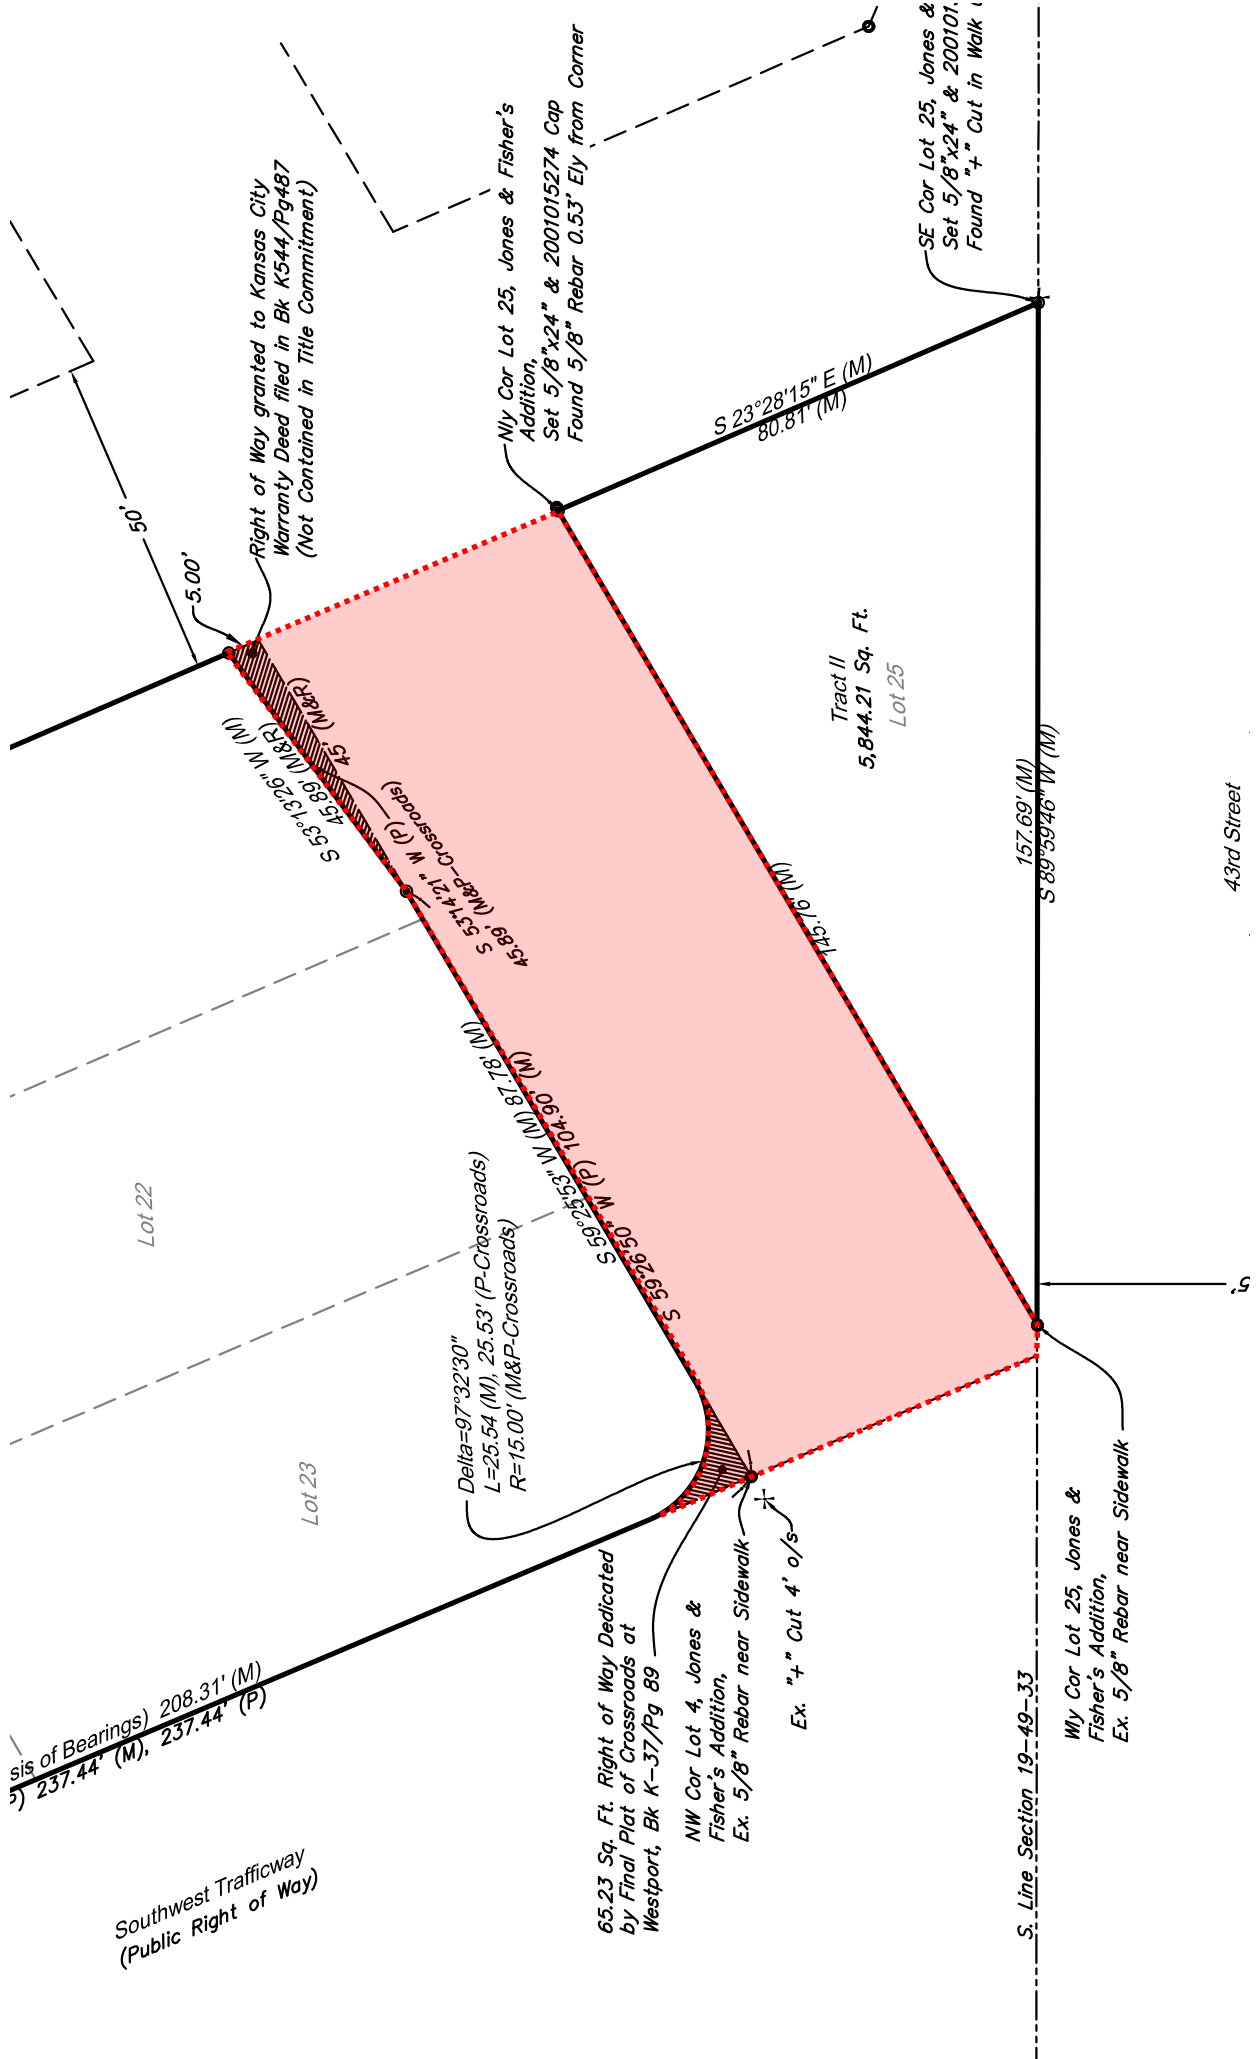 50'
5.00'
Right of Way granted to Kansas City
Warranty Deed filed in Bk K544/Pg487
(Not Contained in Title Commitment)
Nly Cor Lot 25, Jones & Fisher's
Addition,
Set 5/8"x24" & 2001015274 Cap
Found 5/8" Rebar 0.53' Ely from Corner
SE Cor Lot 25, Jones &
Set 5/8"x24" & 200101
Found "+" Cut in Walk
S 23°28'15" E (M)
80.81' (M)
S 53°13'26" W (M)
45.89' (M&R)
45' (M&R)
S 53°14'21" W (P)
45.89' (M&P-Crossroads)
Tract II
5,844.21 Sq. Ft.
Lot 25
145.76' (M)
157.69' (M)
S 89°59'46" W (M)
43rd Street
S 59°25'53" W (M) 87.78' (M)
S 59°26'50" W (P) 104.90' (M)
Lot 22
Lot 23
Delta=97°32'30"
L=25.54 (M), 25.53' (P-Crossroads)
R=15.00' (M&P-Crossroads)
5'
65.23 Sq. Ft. Right of Way Dedicated
by Final Plat of Crossroads at
Westport, Bk K-37/Pg 89
NW Cor Lot 4, Jones &
Fisher's Addition,
Ex. 5/8" Rebar near Sidewalk
Ex. "+" Cut 4' o/s
Wly Cor Lot 25, Jones &
Fisher's Addition,
Ex. 5/8" Rebar near Sidewalk
S. Line Section 19-49-33
sis of Bearings) 208.31' (M)
P) 237.44' (M), 237.44' (P)
Southwest Trafficway
(Public Right of Way)